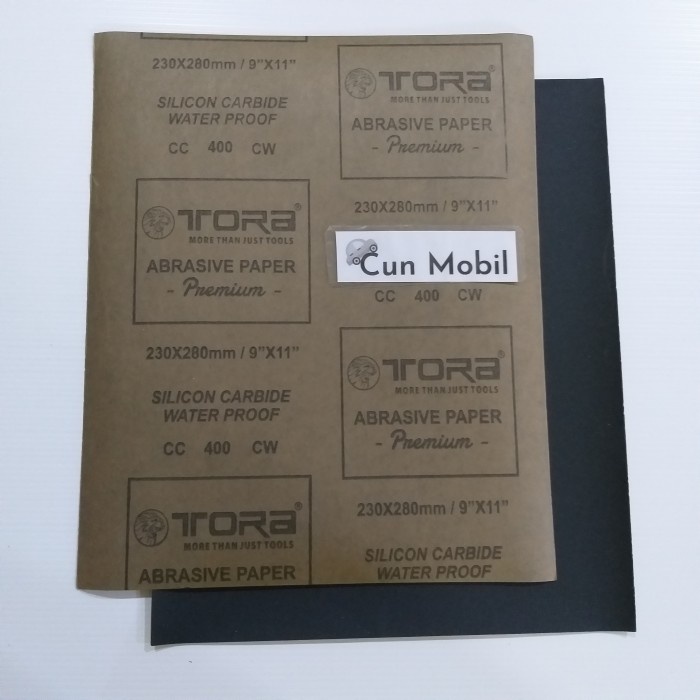 230X280mm / 9"X11"
SILICON CARBIDE
WATER PROOF
CC 400 CW
TORA®
MORE THAN JUST TOOLS
ABRASIVE PAPER
- Premium -
230X280mm / 9"X11"
SILICON CARBIDE
WATER PROOF
CC 400 CW
TORA®
MORE THAN JUST TOOLS
ABRASIVE PAPER
TORA®
MORE THAN JUST TOOLS
ABRASIVE PAPER
- Premium -
230X280mm / 9"X11"
Cun Mobil
CC 400 CW
TORA®
MORE THAN JUST TOOLS
ABRASIVE PAPER
- Premium -
230X280mm / 9"X11"
SILICON CARBIDE
WATER PROOF